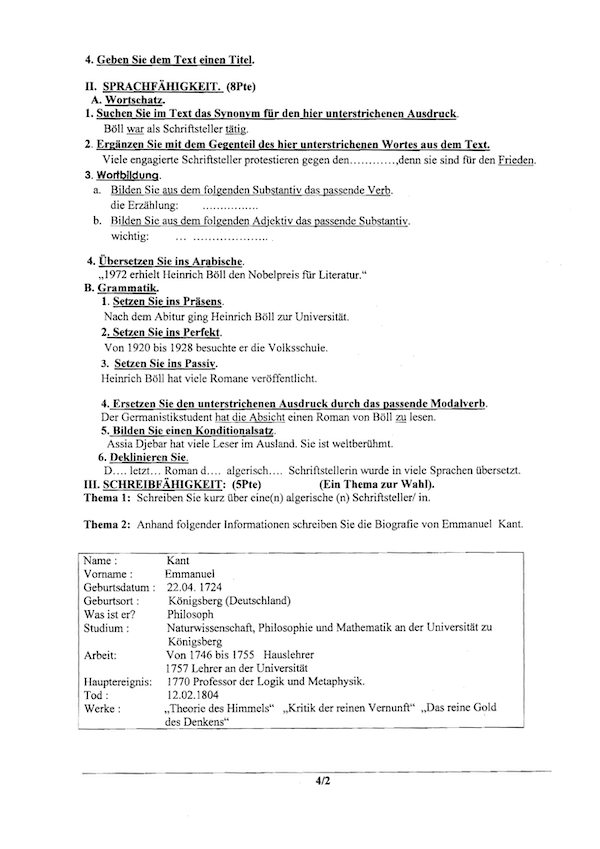 4. Geben Sie dem Text einen Titel.
II. SPRACHFÄHIGKEIT. (8Pte)
A. Wortschatz.
1. Suchen Sie im Text das Synonym für den hier unterstrichenen Ausdruck.
Böll war als Schriftsteller tätig.
2. Ergänzen Sie mit dem Gegenteil des hier unterstrichenen Wortes aus dem Text.
Viele engagierte Schriftsteller protestieren gegen den…………,denn sie sind für den Frieden.
3. Wortbildung.
a. Bilden Sie aus dem folgenden Substantiv das passende Verb.
die Erzählung: ……………
b. Bilden Sie aus dem folgenden Adjektiv das passende Substantiv.
wichtig: … ………………….
4. Übersetzen Sie ins Arabische.
„1972 erhielt Heinrich Böll den Nobelpreis für Literatur.“
B. Grammatik.
1. Setzen Sie ins Präsens.
Nach dem Abitur ging Heinrich Böll zur Universität.
2. Setzen Sie ins Perfekt.
Von 1920 bis 1928 besuchte er die Volksschule.
3. Setzen Sie ins Passiv.
Heinrich Böll hat viele Romane veröffentlicht.
4. Ersetzen Sie den unterstrichenen Ausdruck durch das passende Modalverb.
Der Germanistikstudent hat die Absicht einen Roman von Böll zu lesen.
5. Bilden Sie einen Konditionalsatz.
Assia Djebar hat viele Leser im Ausland. Sie ist weltberühmt.
6. Deklinieren Sie.
D…. letzt… Roman d…. algerisch…. Schriftstellerin wurde in viele Sprachen übersetzt.
III. SCHREIBFÄHIGKEIT: (5Pte) (Ein Thema zur Wahl).
Thema 1: Schreiben Sie kurz über eine(n) algerische (n) Schriftsteller/ in.
Thema 2: Anhand folgender Informationen schreiben Sie die Biografie von Emmanuel Kant.
Name : Kant
Vorname : Emmanuel
Geburtsdatum : 22.04. 1724
Geburtsort : Königsberg (Deutschland)
Was ist er? Philosoph
Studium : Naturwissenschaft, Philosophie und Mathematik an der Universität zu
Königsberg
Arbeit: Von 1746 bis 1755 Hauslehrer
1757 Lehrer an der Universität
Hauptereignis: 1770 Professor der Logik und Metaphysik.
Tod : 12.02.1804
Werke : „Theorie des Himmels“ „Kritik der reinen Vernunft“ „Das reine Gold
des Denkens“
4/2